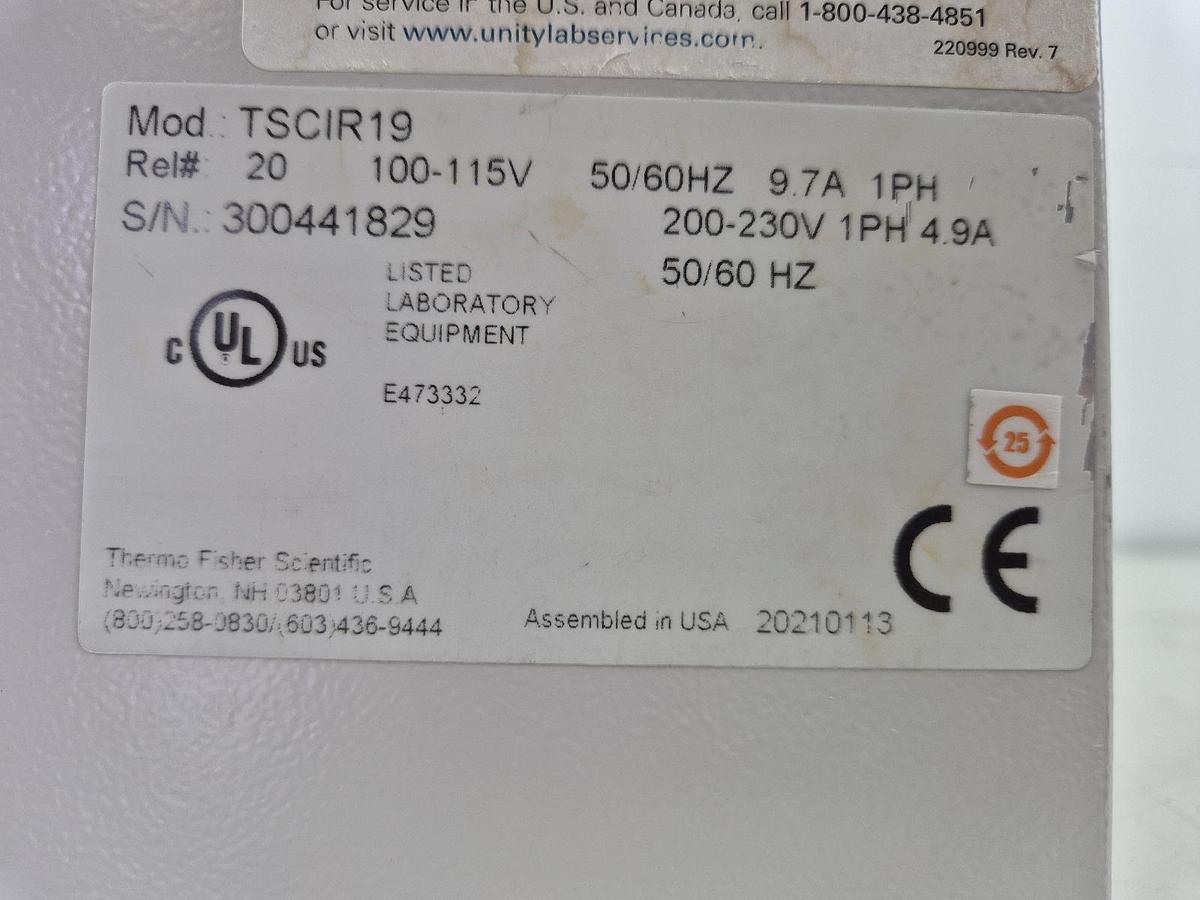 For service in the U.S. and Canada, call 1-800-438-4851
or visit www.unitylabservices.com.
220999 Rev. 7
Mod.: TSCIR19
Rel#: 20 100-115V 50/60HZ 9.7A 1PH
S/N.: 300441829 200-230V 1PH 4.9A
50/60 HZ
LISTED
LABORATORY
EQUIPMENT
C UL US
E473332
25
CE
Thermo Fisher Scientific
Newington, NH 03801 U.S.A
(800)258-0830/(603)436-9444
Assembled in USA 20210113